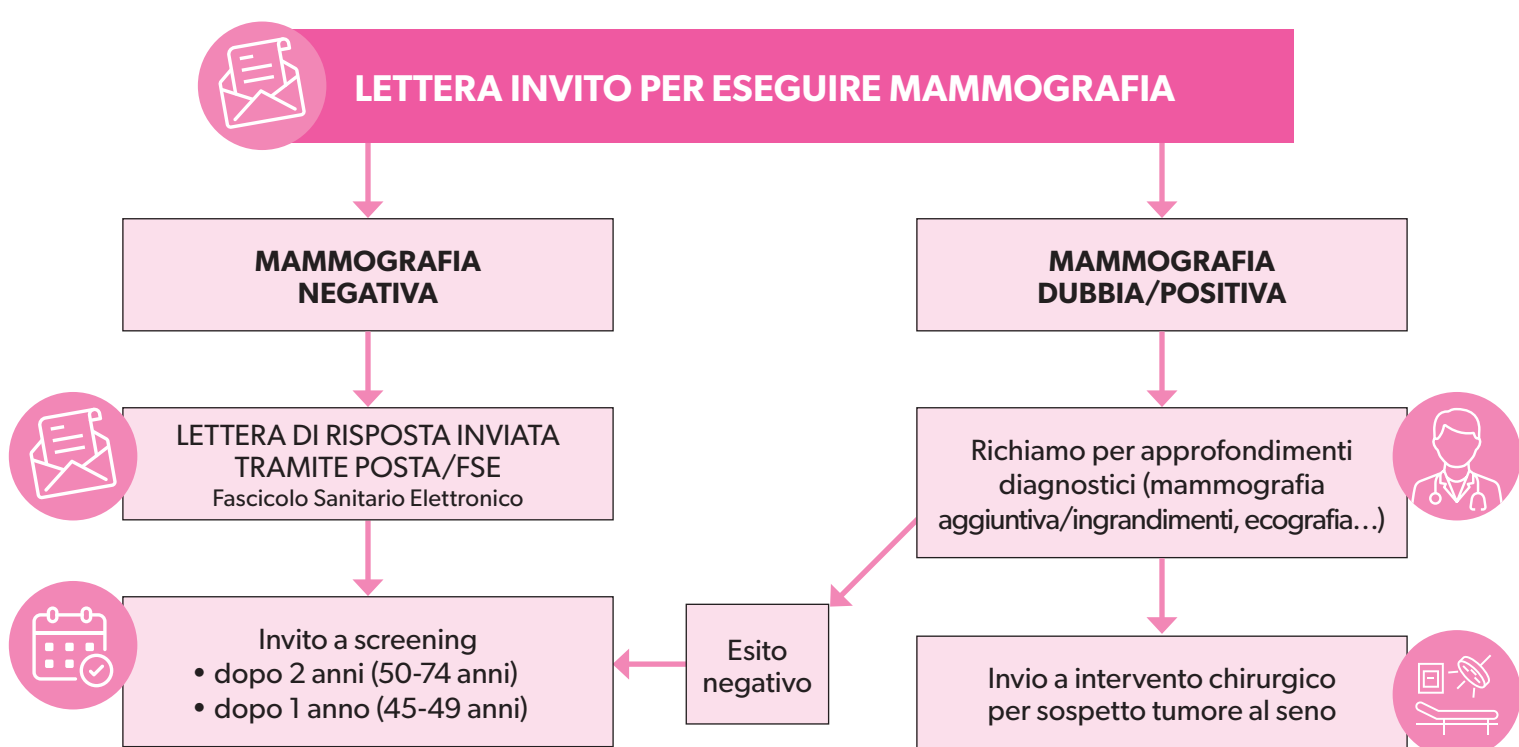 LETTERA INVITO PER ESEGUIRE MAMMOGRAFIA
MAMMOGRAFIA
NEGATIVA
MAMMOGRAFIA
DUBBIA/POSITIVA
LETTERA DI RISPOSTA INVIATA
TRAMITE POSTA/FSE
Fascicolo Sanitario Elettronico
Richiamo per approfondimenti
diagnostici (mammografia
aggiuntiva/ingrandimenti, ecografia…)
Invito a screening
• dopo 2 anni (50-74 anni)
• dopo 1 anno (45-49 anni)
Esito
negativo
Invio a intervento chirurgico
per sospetto tumore al seno